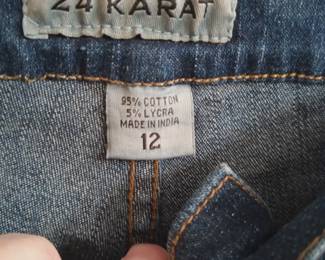 24 KARAT
95% COTTON
5% LYCRA
MADE IN INDIA
12